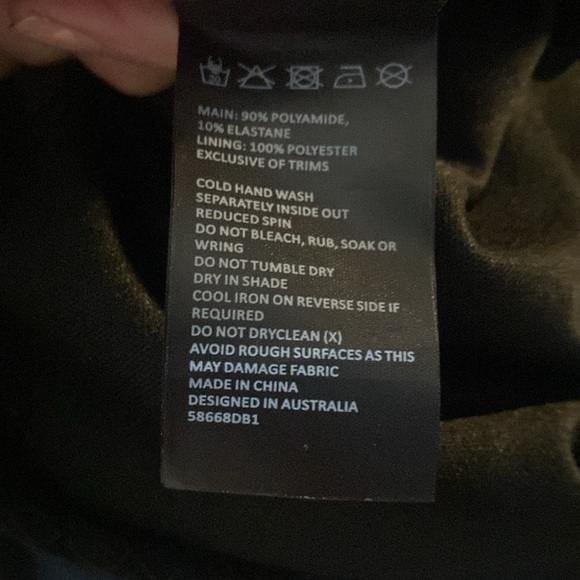 MAIN: 90% POLYAMIDE,
10% ELASTANE
LINING: 100% POLYESTER
EXCLUSIVE OF TRIMS
COLD HAND WASH
SEPARATELY INSIDE OUT
REDUCED SPIN
DO NOT BLEACH, RUB, SOAK OR
WRING
DO NOT TUMBLE DRY
DRY IN SHADE
COOL IRON ON REVERSE SIDE IF
REQUIRED
DO NOT DRYCLEAN (X)
AVOID ROUGH SURFACES AS THIS
MAY DAMAGE FABRIC
MADE IN CHINA
DESIGNED IN AUSTRALIA
58668DB1